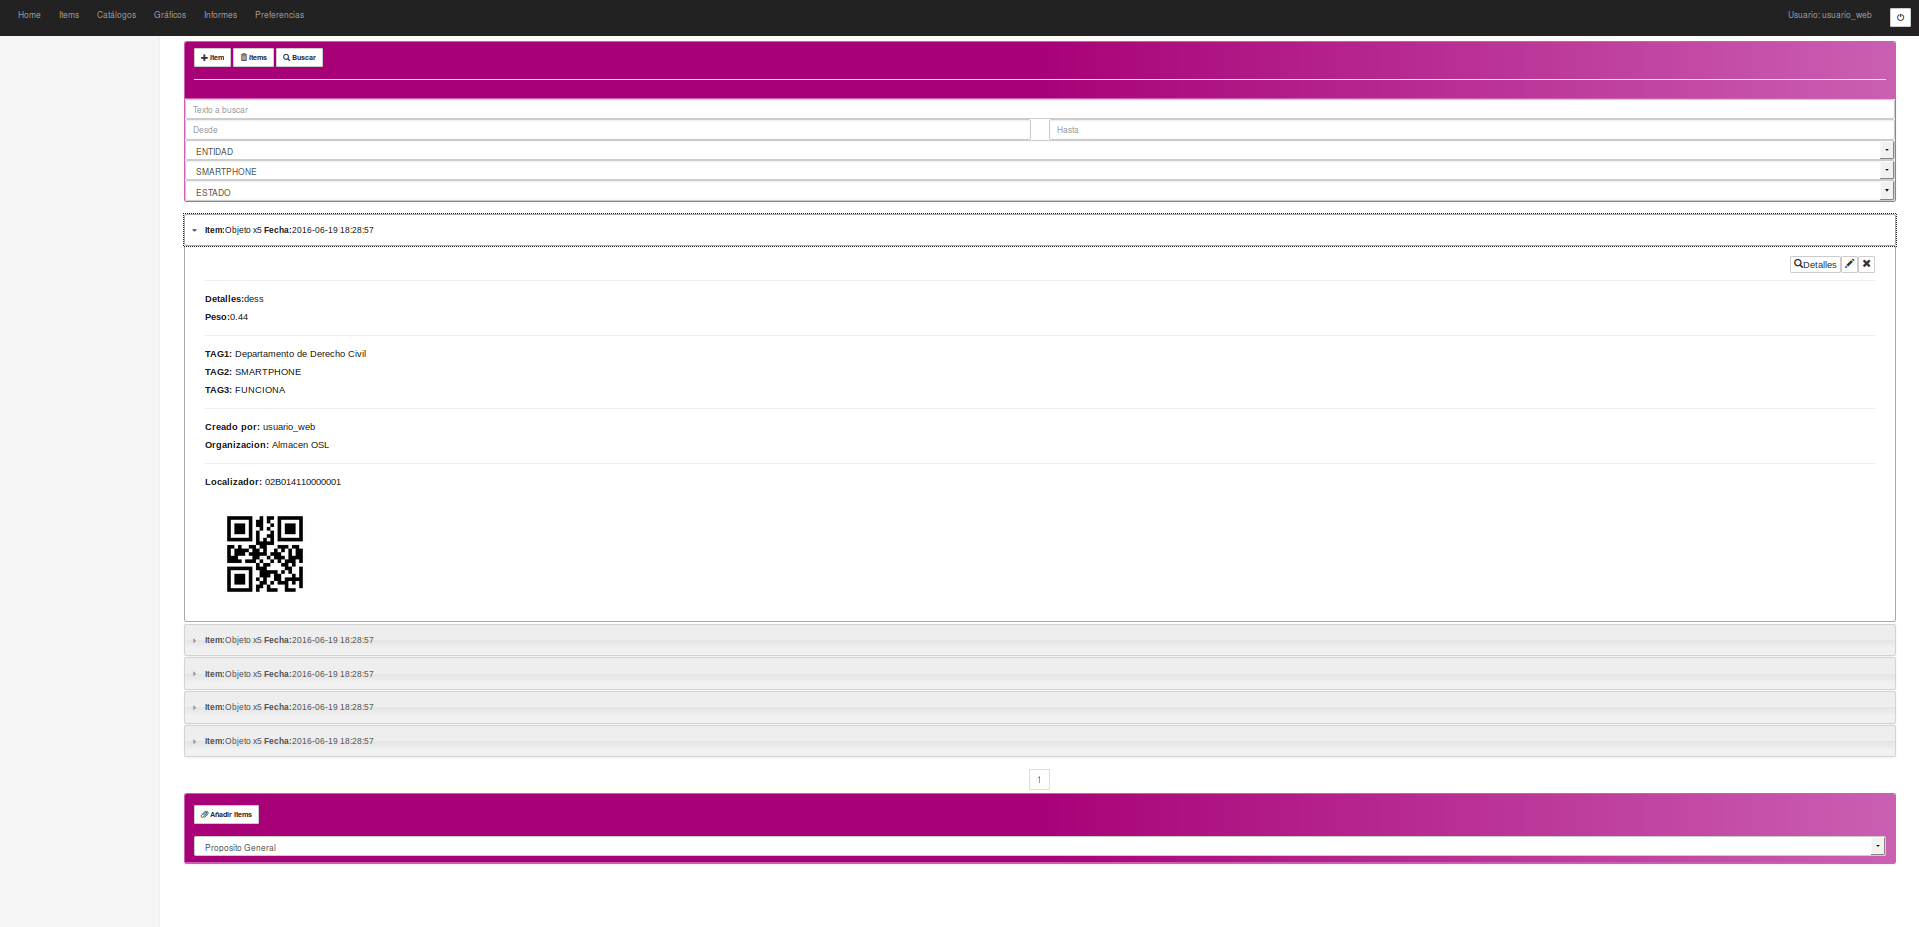 Home Items Catálogos Gráficos Informes Preferencias Usuario: usuario_web
Item Items Buscar
Texto a buscar
Desde Hasta
ENTIDAD
SMARTPHONE
ESTADO
Item:Objeto x5 Fecha:2016-06-19 18:28:57
Detalles
Detalles:dess
Peso:0.44
TAG1: Departamento de Derecho Civil
TAG2: SMARTPHONE
TAG3: FUNCIONA
Creado por: usuario_web
Organizacion: Almacen OSL
Localizador: 02B014110000001
Item:Objeto x5 Fecha:2016-06-19 18:28:57
Item:Objeto x5 Fecha:2016-06-19 18:28:57
Item:Objeto x5 Fecha:2016-06-19 18:28:57
Item:Objeto x5 Fecha:2016-06-19 18:28:57
1
Añadir Items
Proposito General